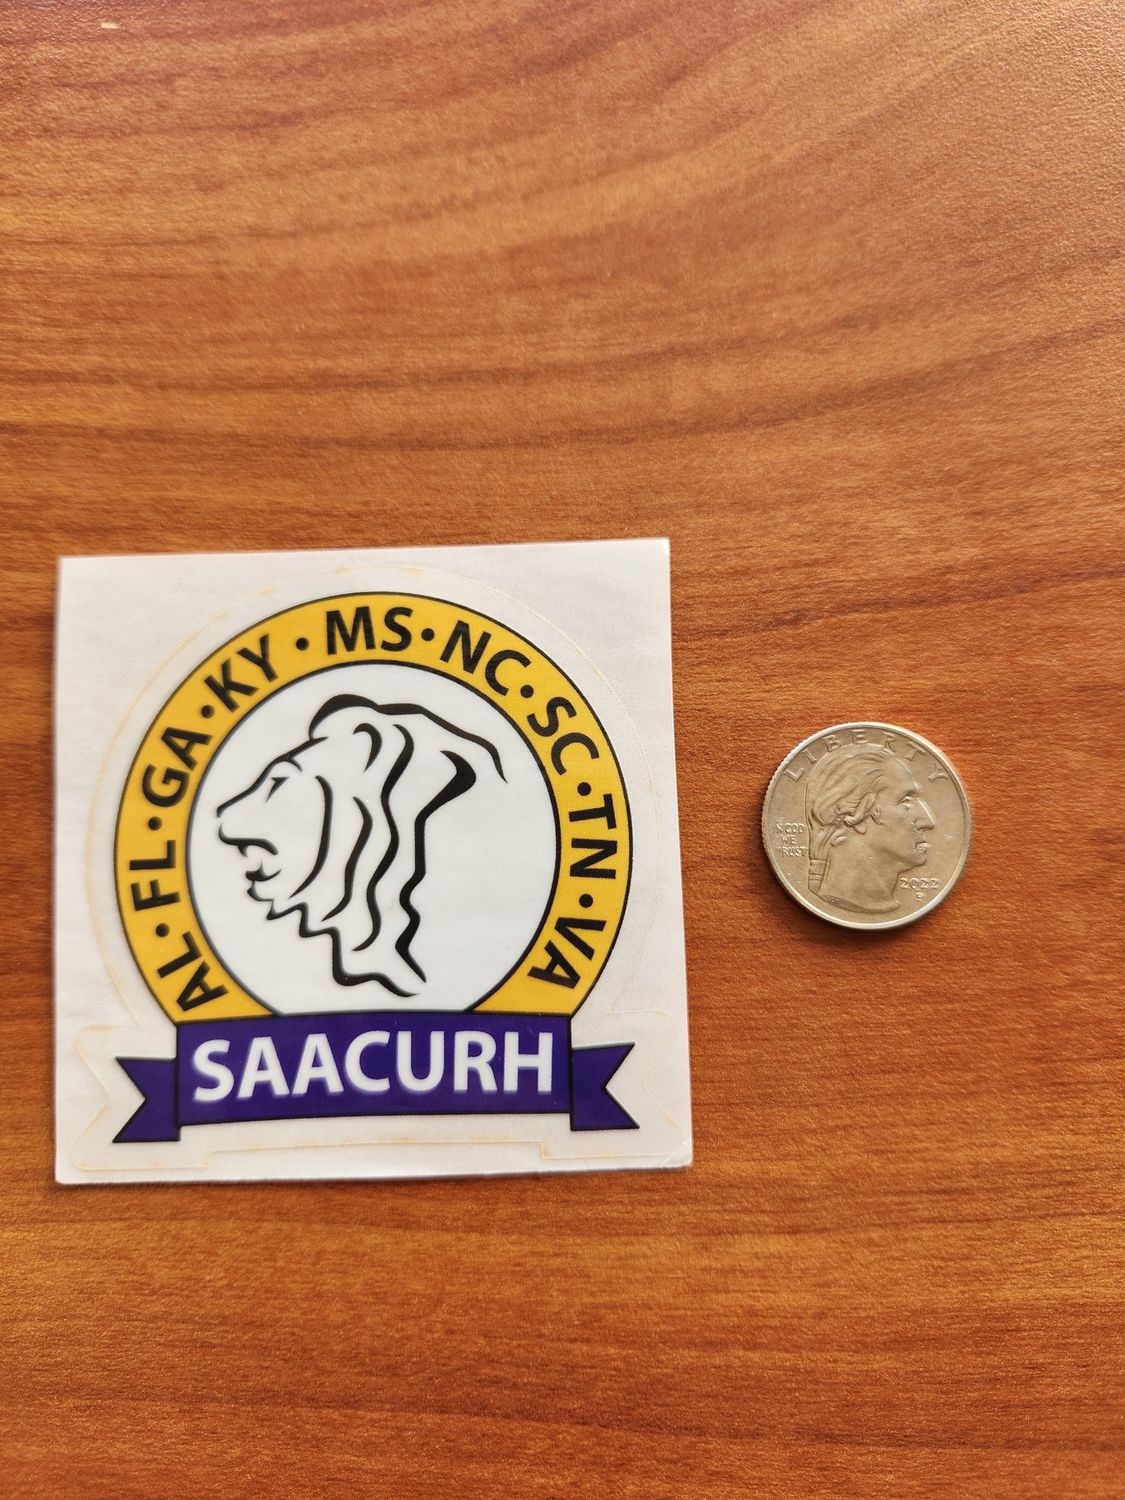 AL·FL·GA·KY·MS·NC·SC·TN·VA
SAACURH
LIBERTY
IN GOD
WE
TRUST
2022
P